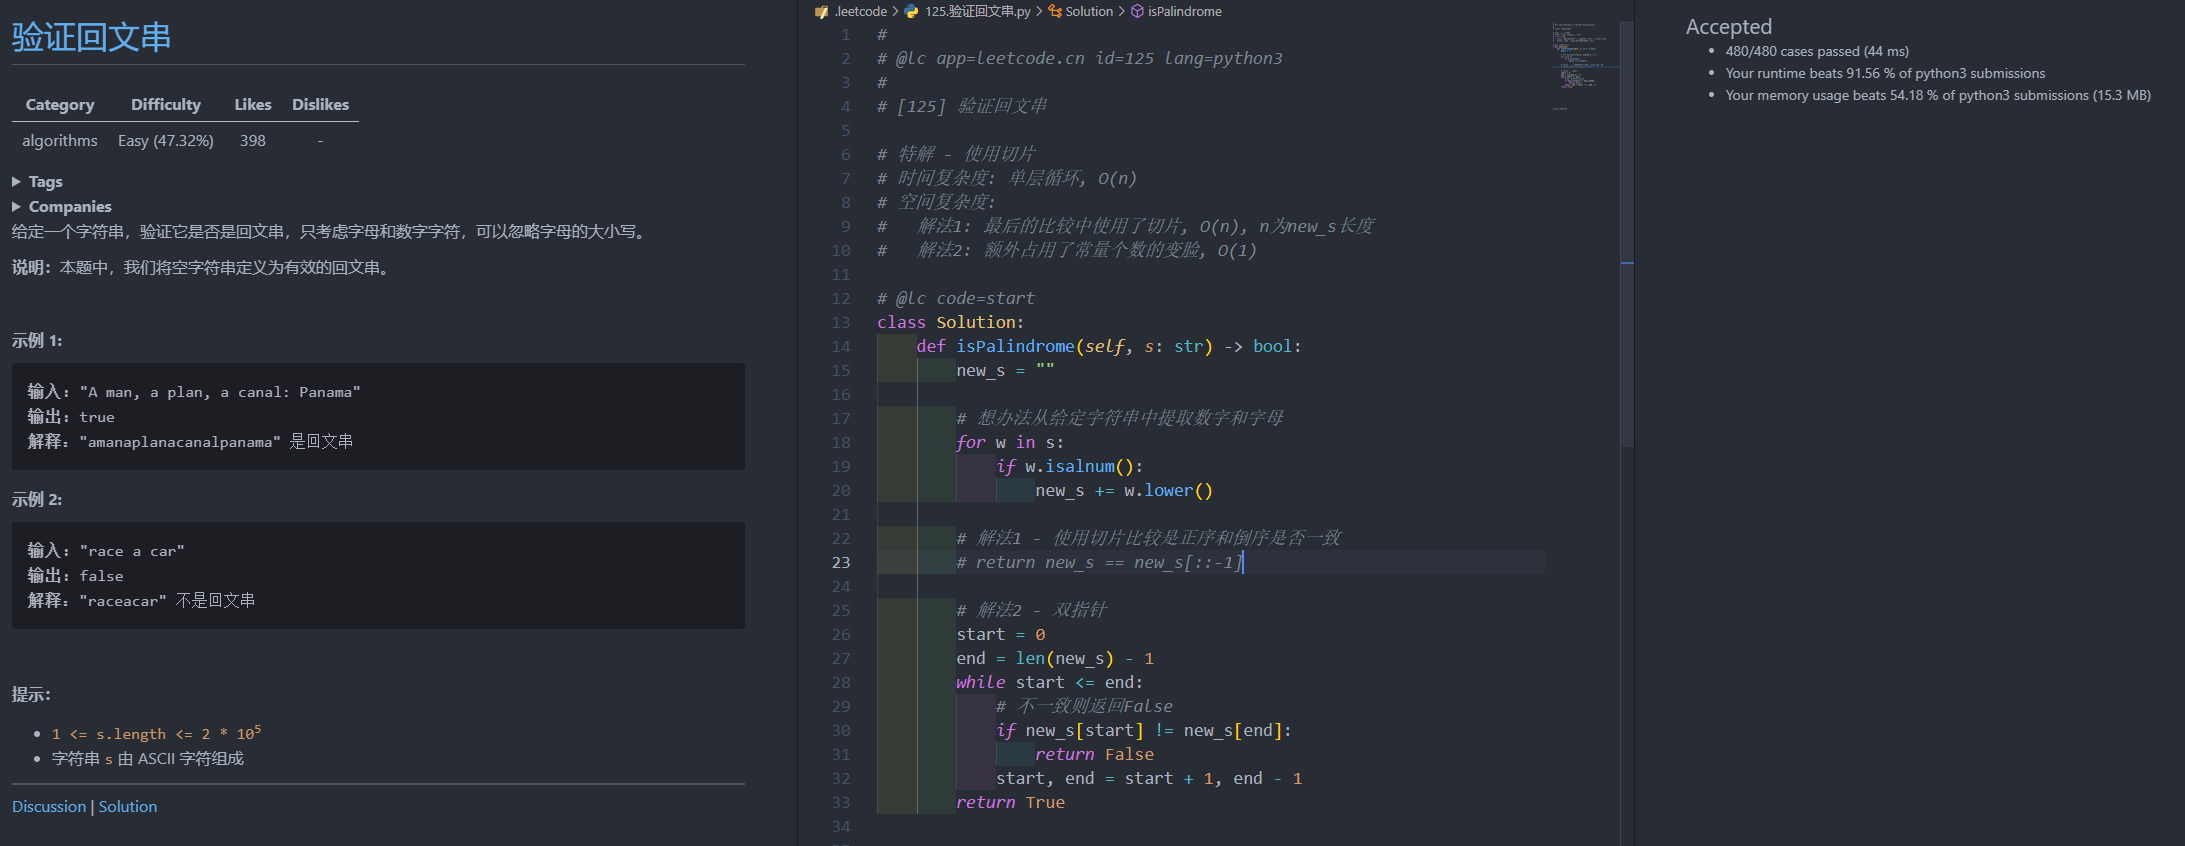 验证回文串
Category Difficulty Likes Dislikes
algorithms Easy (47.32%) 398 -
Tags
Companies
给定一个字符串，验证它是否是回文串，只考虑字母和数字字符，可以忽略字母的大小写。
说明：本题中，我们将空字符串定义为有效的回文串。
示例 1:
输入："A man, a plan, a canal: Panama"
输出：true
解释："amanaplanacanalpanama" 是回文串
示例 2:
输入："race a car"
输出：false
解释："raceacar" 不是回文串
提示：
1 <= s.length <= 2 * 10⁵
字符串 s 由 ASCII 字符组成
Discussion | Solution
.leetcode > 125.验证回文串.py > Solution > isPalindrome
1 #
2 # @lc app=leetcode.cn id=125 lang=python3
3 #
4 # [125] 验证回文串
5
6 # 特解 - 使用切片
7 # 时间复杂度: 单层循环, O(n)
8 # 空间复杂度:
9 #   解法1: 最后的比较中使用了切片, O(n), n为new_s长度
10 #   解法2: 额外占用了常量个数的变脸, O(1)
11
12 # @lc code=start
13 class Solution:
14     def isPalindrome(self, s: str) -> bool:
15         new_s = ""
16
17         # 想办法从给定字符串中提取数字和字母
18         for w in s:
19             if w.isalnum():
20                 new_s += w.lower()
21
22         # 解法1 - 使用切片比较是正序和倒序是否一致
23         # return new_s == new_s[::-1]
24
25         # 解法2 - 双指针
26         start = 0
27         end = len(new_s) - 1
28         while start <= end:
29             # 不一致则返回False
30             if new_s[start] != new_s[end]:
31                 return False
32             start, end = start + 1, end - 1
33         return True
34
Accepted
480/480 cases passed (44 ms)
Your runtime beats 91.56 % of python3 submissions
Your memory usage beats 54.18 % of python3 submissions (15.3 MB)